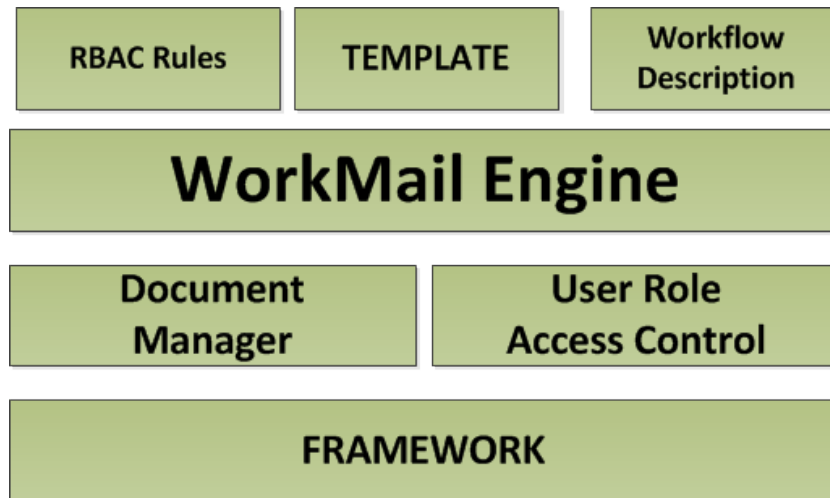 RBAC Rules
TEMPLATE
Workflow
Description
WorkMail Engine
Document
Manager
User Role
Access Control
FRAMEWORK